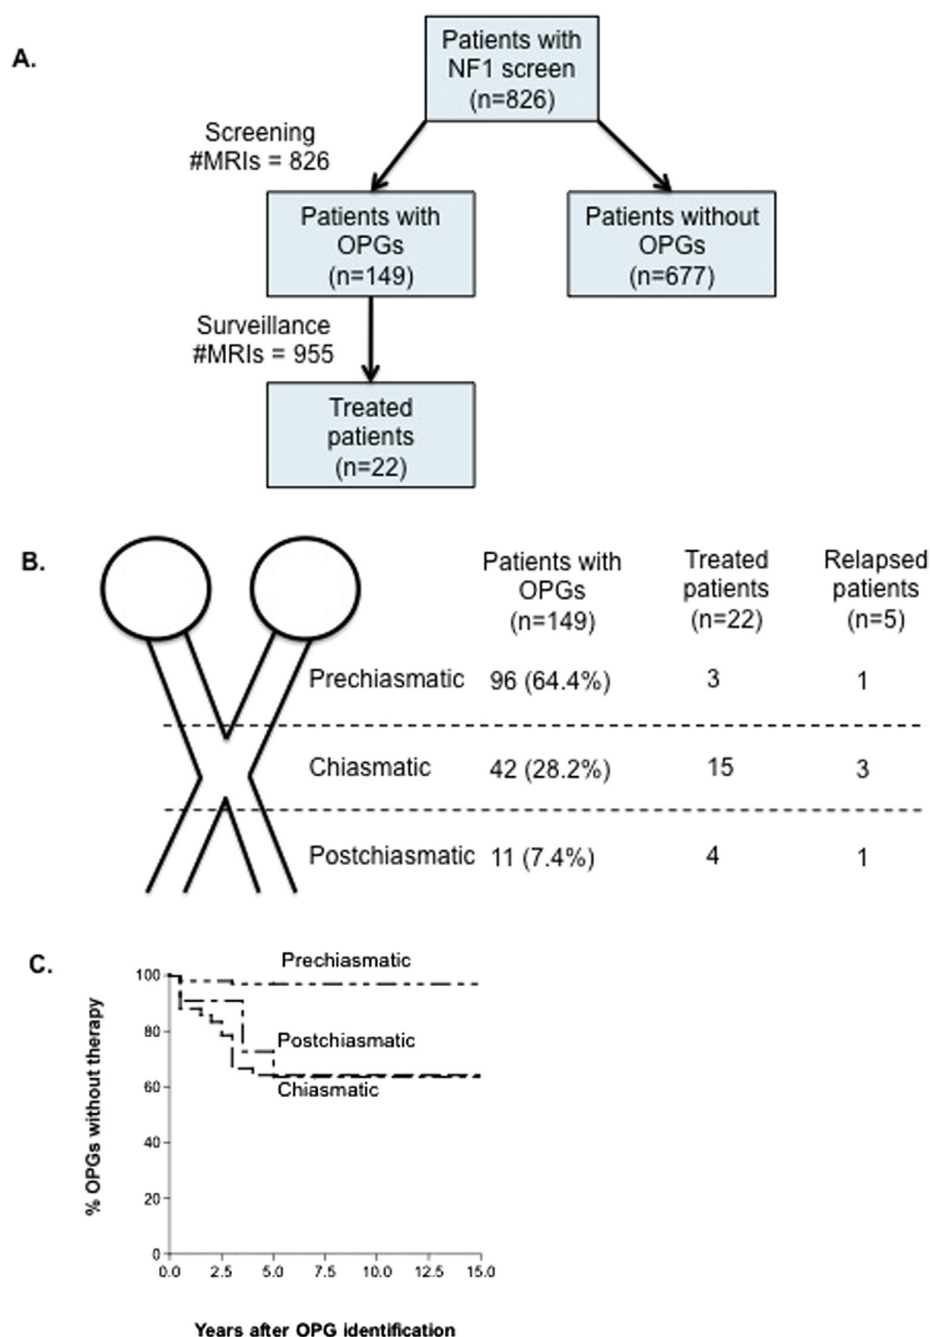 A.
Patients with
NF1 screen
(n=826)
Screening
#MRIs = 826
Patients with
OPGs
(n=149)
Patients without
OPGs
(n=677)
Surveillance
#MRIs = 955
Treated
patients
(n=22)
B.
Patients with
OPGs
(n=149)
Treated
patients
(n=22)
Relapsed
patients
(n=5)
Prechiasmatic 96 (64.4%) 3 1
Chiasmatic 42 (28.2%) 15 3
Postchiasmatic 11 (7.4%) 4 1
C.
% OPGs without therapy
100
80
60
40
20
0
Prechiasmatic
Postchiasmatic
Chiasmatic
0.0 2.5 5.0 7.5 10.0 12.5 15.0
Years after OPG identification